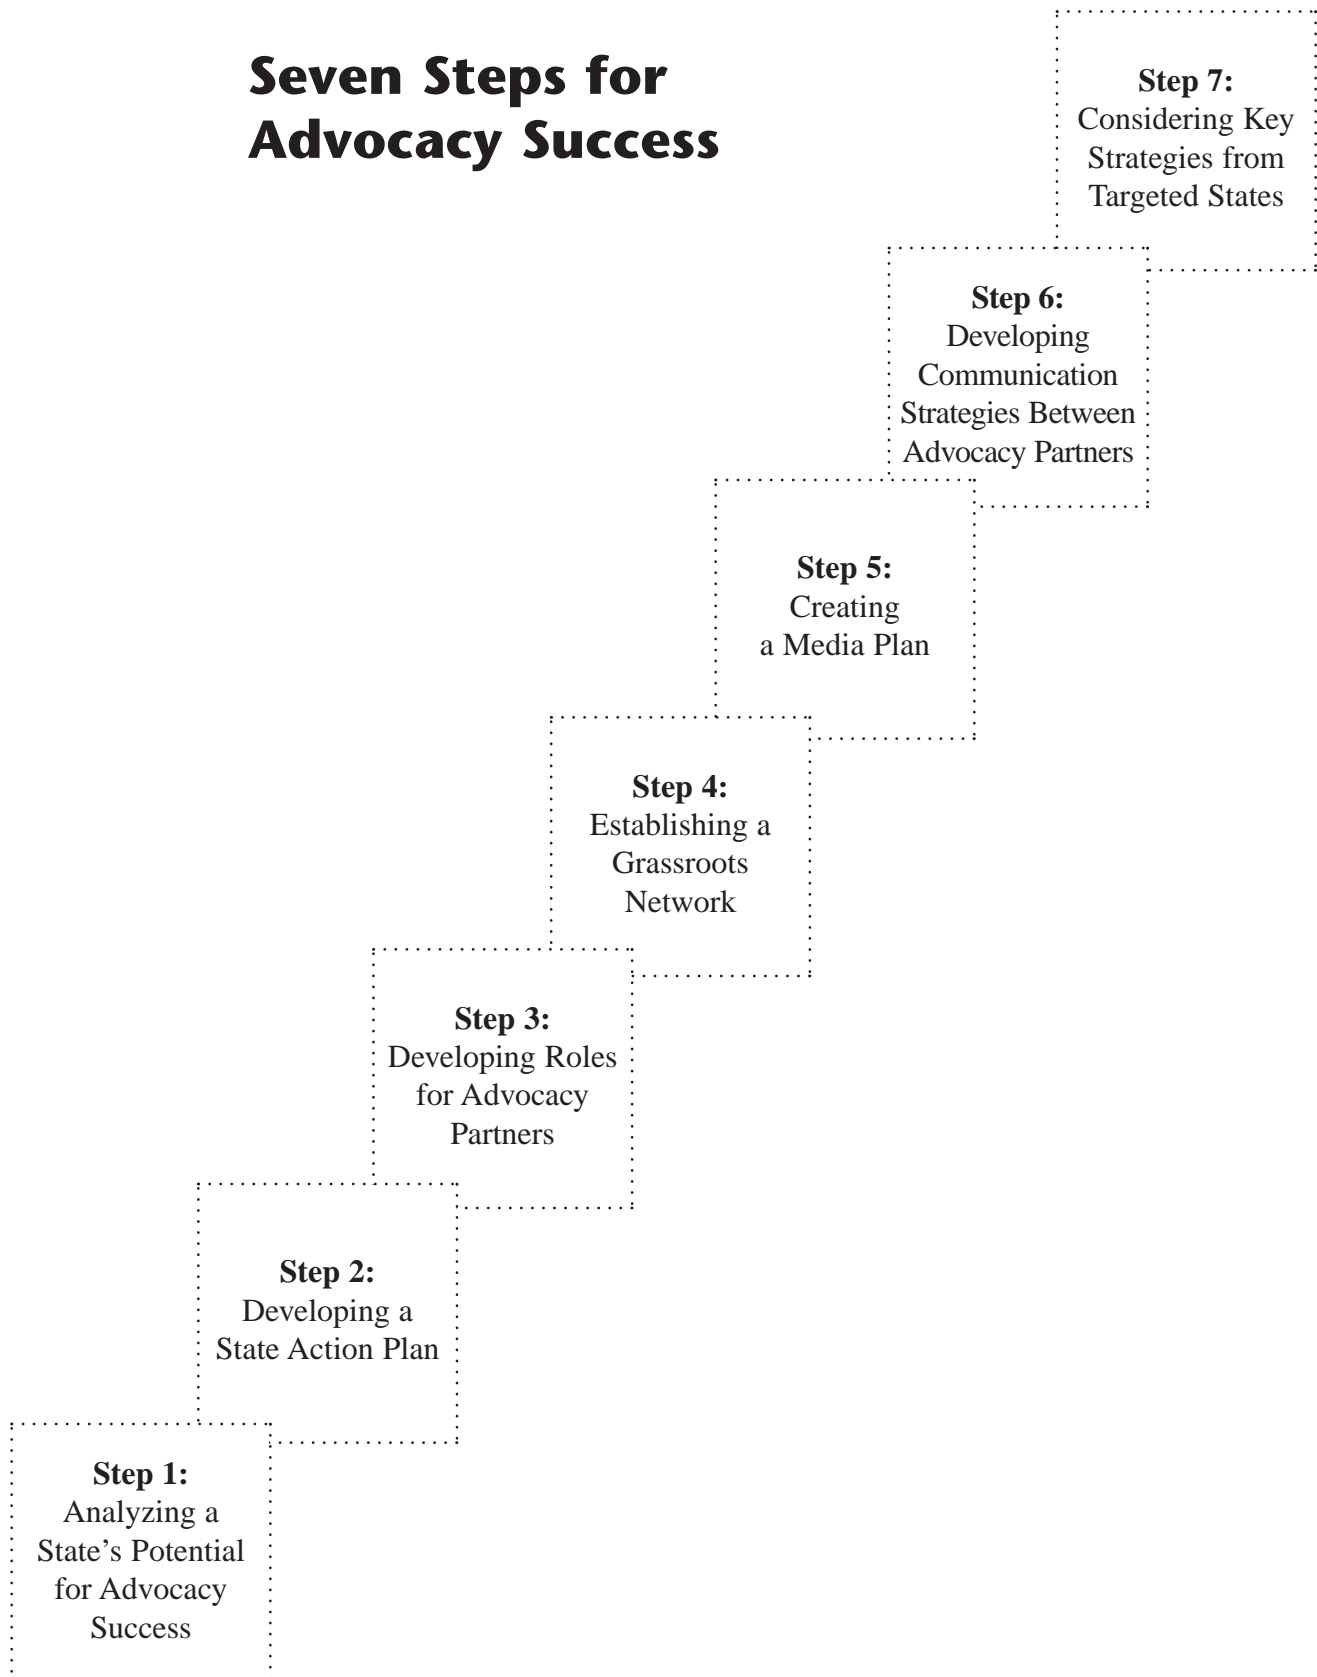 Seven Steps for
Advocacy Success
Step 7:
Considering Key
Strategies from
Targeted States
Step 6:
Developing
Communication
Strategies Between
Advocacy Partners
Step 5:
Creating
a Media Plan
Step 4:
Establishing a
Grassroots
Network
Step 3:
Developing Roles
for Advocacy
Partners
Step 2:
Developing a
State Action Plan
Step 1:
Analyzing a
State’s Potential
for Advocacy
Success